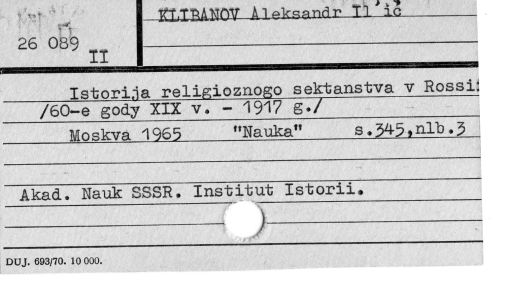 KLIBANOV Aleksandr Il'ič
26 089
II
Istorija religioznogo sektanstva v Rossii
/60-e gody XIX v. - 1917 g./
Moskva 1965 "Nauka" s.345,nlb.3
Akad. Nauk SSSR. Institut Istorii.
DUJ. 693/70. 10 000.